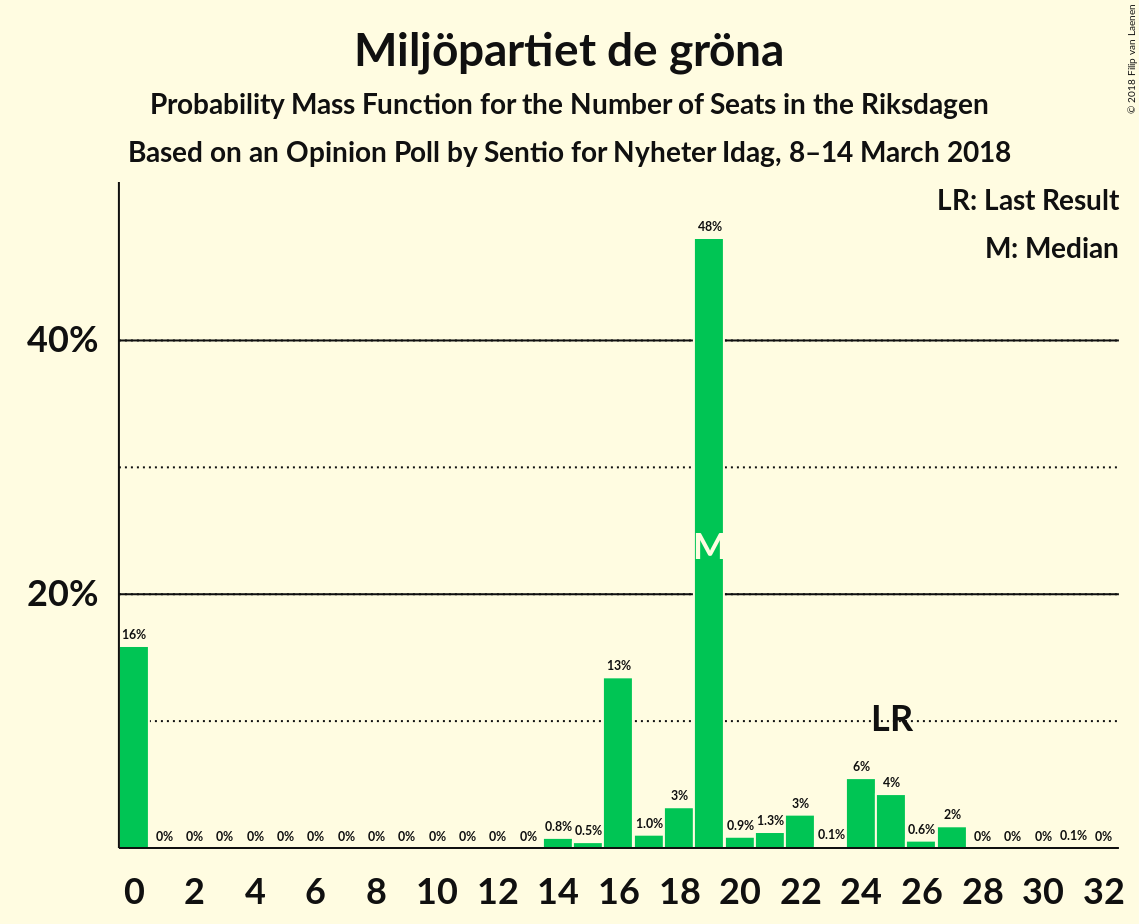 Miljöpartiet de gröna
Probability Mass Function for the Number of Seats in the Riksdagen
Based on an Opinion Poll by Sentio for Nyheter Idag, 8–14 March 2018
© 2018 Filip van Laenen
LR: Last Result
M: Median
40%
20%
16% 0% 0% 0% 0% 0% 0% 0% 0% 0% 0% 0% 0% 0% 0.8% 0.5% 13% 1.0% 3% 48% 0.9% 1.3% 3% 0.1% 6% 4% 0.6% 2% 0% 0% 0% 0.1% 0%
M
LR
0 2 4 6 8 10 12 14 16 18 20 22 24 26 28 30 32